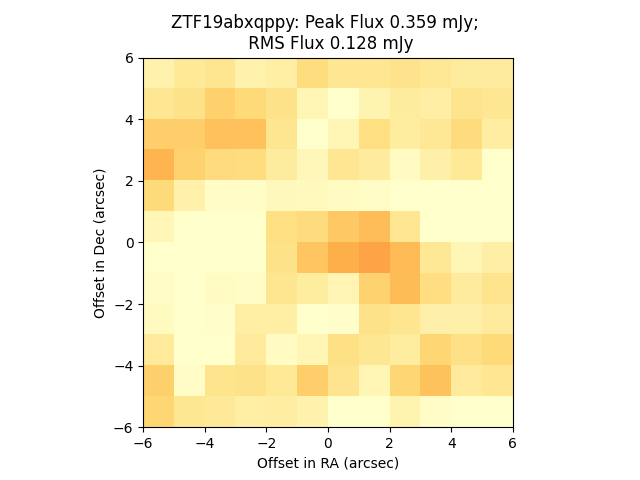 ZTF19abxqppy: Peak Flux 0.359 mJy;
RMS Flux 0.128 mJy
6
4
2
0
−2
−4
−6
Offset in Dec (arcsec)
−6 −4 −2 0 2 4 6
Offset in RA (arcsec)